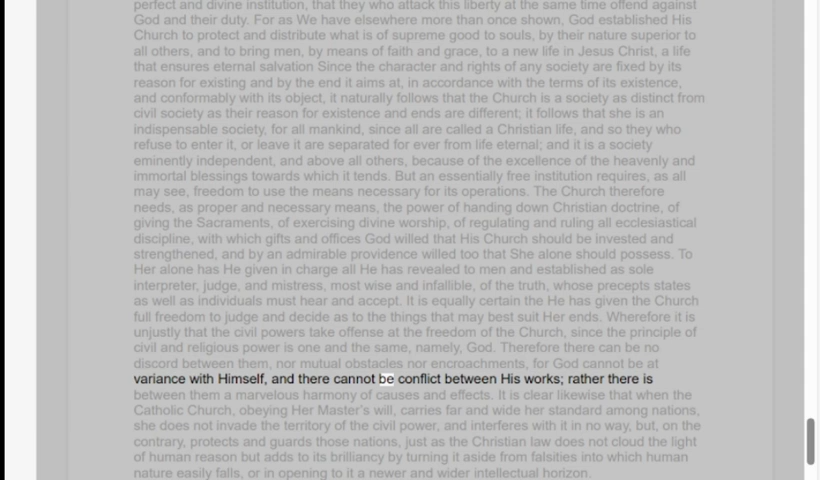 perfect and divine institution, that they who attack this liberty at the same time offend against
God and their duty. For as We have elsewhere more than once shown, God established His
Church to protect and distribute what is of supreme good to souls, by their nature superior to
all others, and to bring men, by means of faith and grace, to a new life in Jesus Christ, a life
that ensures eternal salvation Since the character and rights of any society are fixed by its
reason for existing and by the end it aims at, in accordance with the terms of its existence,
and conformably with its object, it naturally follows that the Church is a society as distinct from
civil society as their reason for existence and ends are different; it follows that she is an
indispensable society, for all mankind, since all are called a Christian life, and so they who
refuse to enter it, or leave it are separated for ever from life eternal; and it is a society
eminently independent, and above all others, because of the excellence of the heavenly and
immortal blessings towards which it tends. But an essentially free institution requires, as all
may see, freedom to use the means necessary for its operations. The Church therefore
needs, as proper and necessary means, the power of handing down Christian doctrine, of
giving the Sacraments, of exercising divine worship, of regulating and ruling all ecclesiastical
discipline, with which gifts and offices God willed that His Church should be invested and
strengthened, and by an admirable providence willed too that She alone should possess. To
Her alone has He given in charge all He has revealed to men and established as sole
interpreter, judge, and mistress, most wise and infallible, of the truth, whose precepts states
as well as individuals must hear and accept. It is equally certain the He has given the Church
full freedom to judge and decide as to the things that may best suit Her ends. Wherefore it is
unjustly that the civil powers take offense at the freedom of the Church, since the principle of
civil and religious power is one and the same, namely, God. Therefore there can be no
discord between them, nor mutual obstacles nor encroachments, for God cannot be at
variance with Himself, and there cannot be conflict between His works; rather there is
between them a marvelous harmony of causes and effects. It is clear likewise that when the
Catholic Church, obeying Her Master's will, carries far and wide her standard among nations,
she does not invade the territory of the civil power, and interferes with it in no way, but, on the
contrary, protects and guards those nations, just as the Christian law does not cloud the light
of human reason but adds to its brilliancy by turning it aside from falsities into which human
nature easily falls, or in opening to it a newer and wider intellectual horizon.